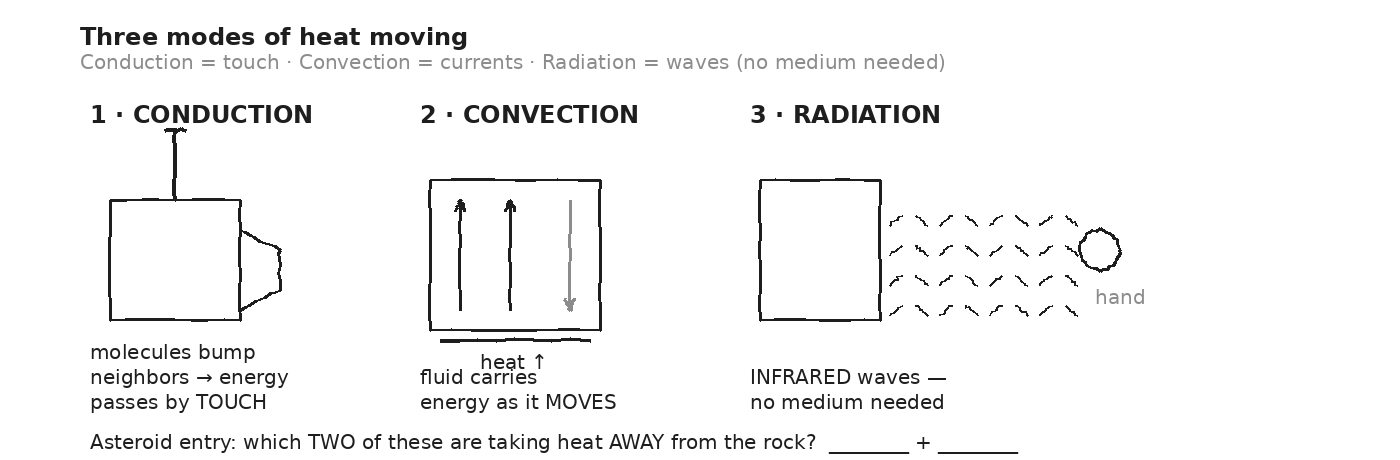 Three modes of heat moving
Conduction = touch · Convection = currents · Radiation = waves (no medium needed)
1 · CONDUCTION
molecules bump
neighbors → energy
passes by TOUCH
2 · CONVECTION
heat ↑
fluid carries
energy as it MOVES
3 · RADIATION
hand
INFRARED waves —
no medium needed
Asteroid entry: which TWO of these are taking heat AWAY from the rock? ________ + ________